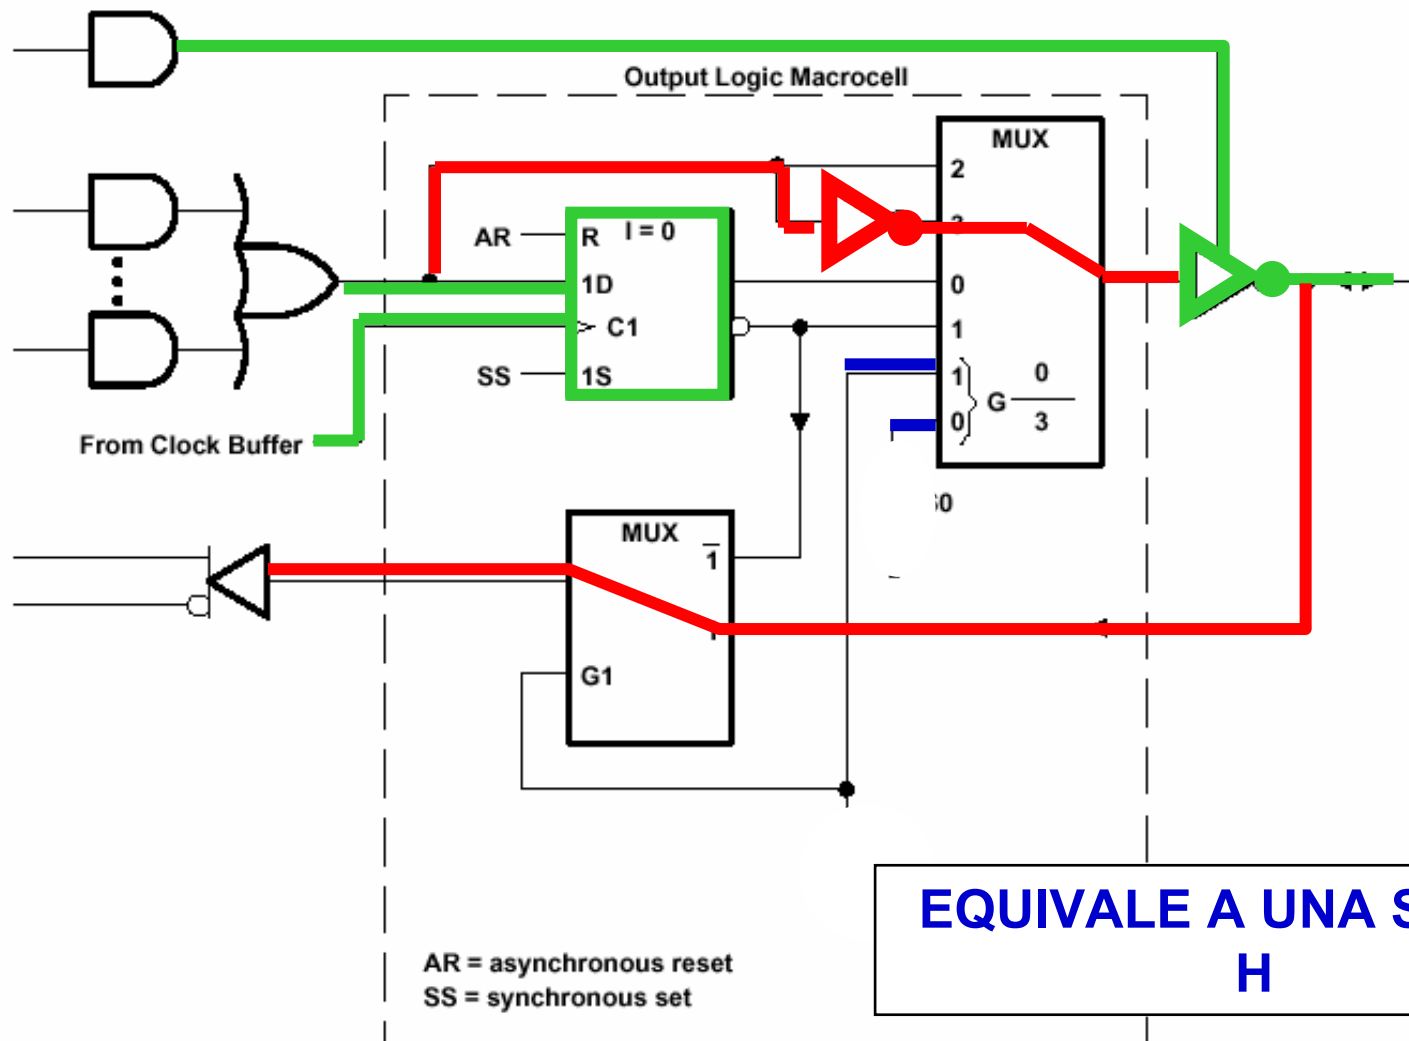 Output Logic Macrocell
MUX
2
AR
R
I = 0
3
1D
0
C1
1
SS
1S
1
0
G
0
3
From Clock Buffer
MUX
1
G1
AR = asynchronous reset
SS = synchronous set
EQUIVALE A UNA
H